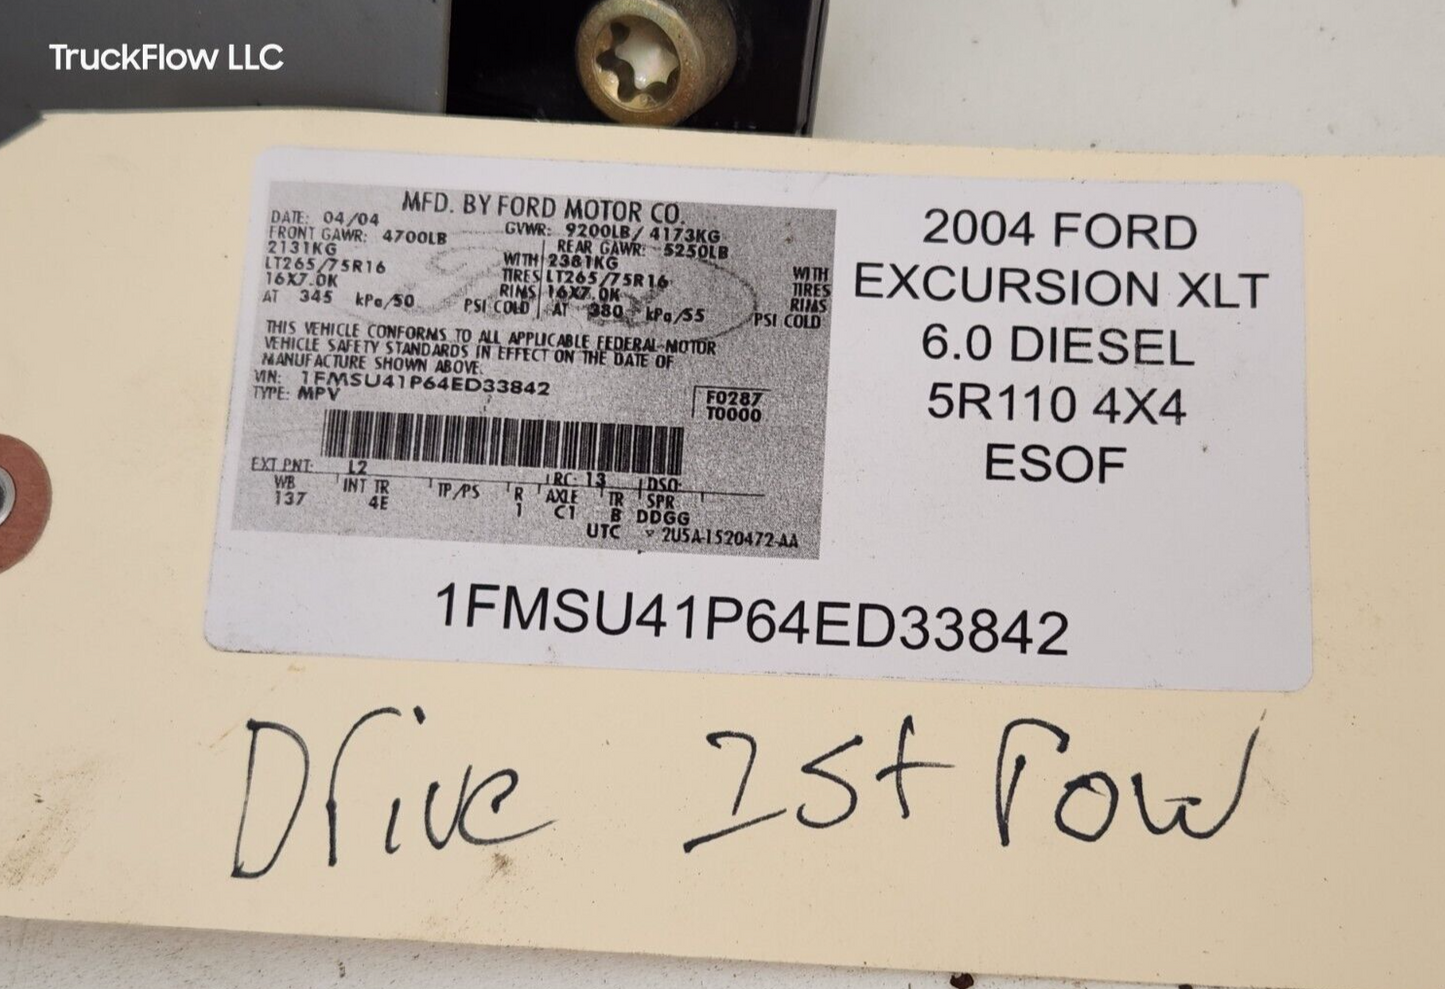 TruckFlow LLC
MFD. BY FORD MOTOR CO.
DATE: 04/04
GVWR: 9200LB/ 4173KG
FRONT GAWR: 4700LB
REAR GAWR: 5250LB
2131KG
WITH 2381KG
WITH
LT265/75R16
TIRES LT265/75R16
TIRES
16X7.0K
RIMS 16X7.0K
RIMS
AT 345 kPa/50 PSI COLD
AT 380 kPa/55 PSI COLD
THIS VEHICLE CONFORMS TO ALL APPLICABLE FEDERAL MOTOR
VEHICLE SAFETY STANDARDS IN EFFECT ON THE DATE OF
MANUFACTURE SHOWN ABOVE.
VIN: 1FMSU41P64ED33842
TYPE: MPV
F0287
T0000
EXT PNT: L2
RC: 13 DSO:
WB INT TR TP/PS R AXLE TR SPR
137 4E 1 C1 B DDGG
UTC 2U5A-1520472-AA
2004 FORD
EXCURSION XLT
6.0 DIESEL
5R110 4X4
ESOF
1FMSU41P64ED33842
Drive 1st row